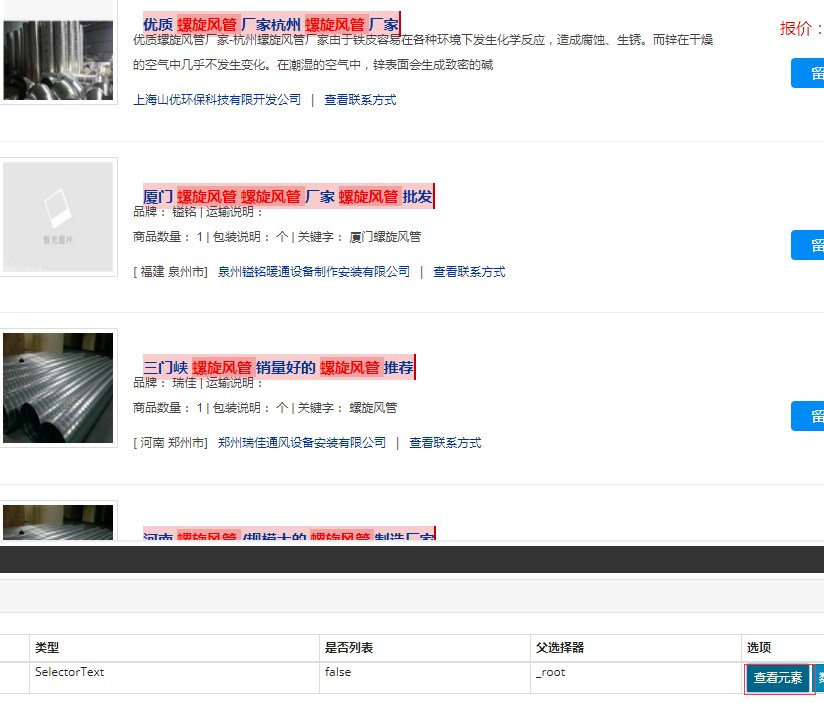 优质 螺旋风管 厂家杭州 螺旋风管 厂家
报价：
优质螺旋风管厂家-杭州螺旋风管厂家由于铁皮容易在各种环境下发生化学反应，造成腐蚀、生锈。而锌在干燥
的空气中几乎不发生变化。在潮湿的空气中，锌表面会生成致密的碱
留
上海山优环保科技有限开发公司 | 查看联系方式
厦门 螺旋风管 螺旋风管 厂家 螺旋风管 批发
品牌： 镒铭 | 运输说明：
商品数量： 1 | 包装说明： 个 | 关键字： 厦门螺旋风管
暂无图片
留
[ 福建 泉州市] 泉州镒铭暖通设备制作安装有限公司 | 查看联系方式
三门峡 螺旋风管 销量好的 螺旋风管 推荐
品牌： 瑞佳 | 运输说明：
商品数量： 1 | 包装说明： 个 | 关键字： 螺旋风管
留
[ 河南 郑州市] 郑州瑞佳通风设备安装有限公司 | 查看联系方式
河南 螺旋风管 /规模大的 螺旋风管 制造厂家
类型 是否列表 父选择器 选项
SelectorText false _root 查看元素